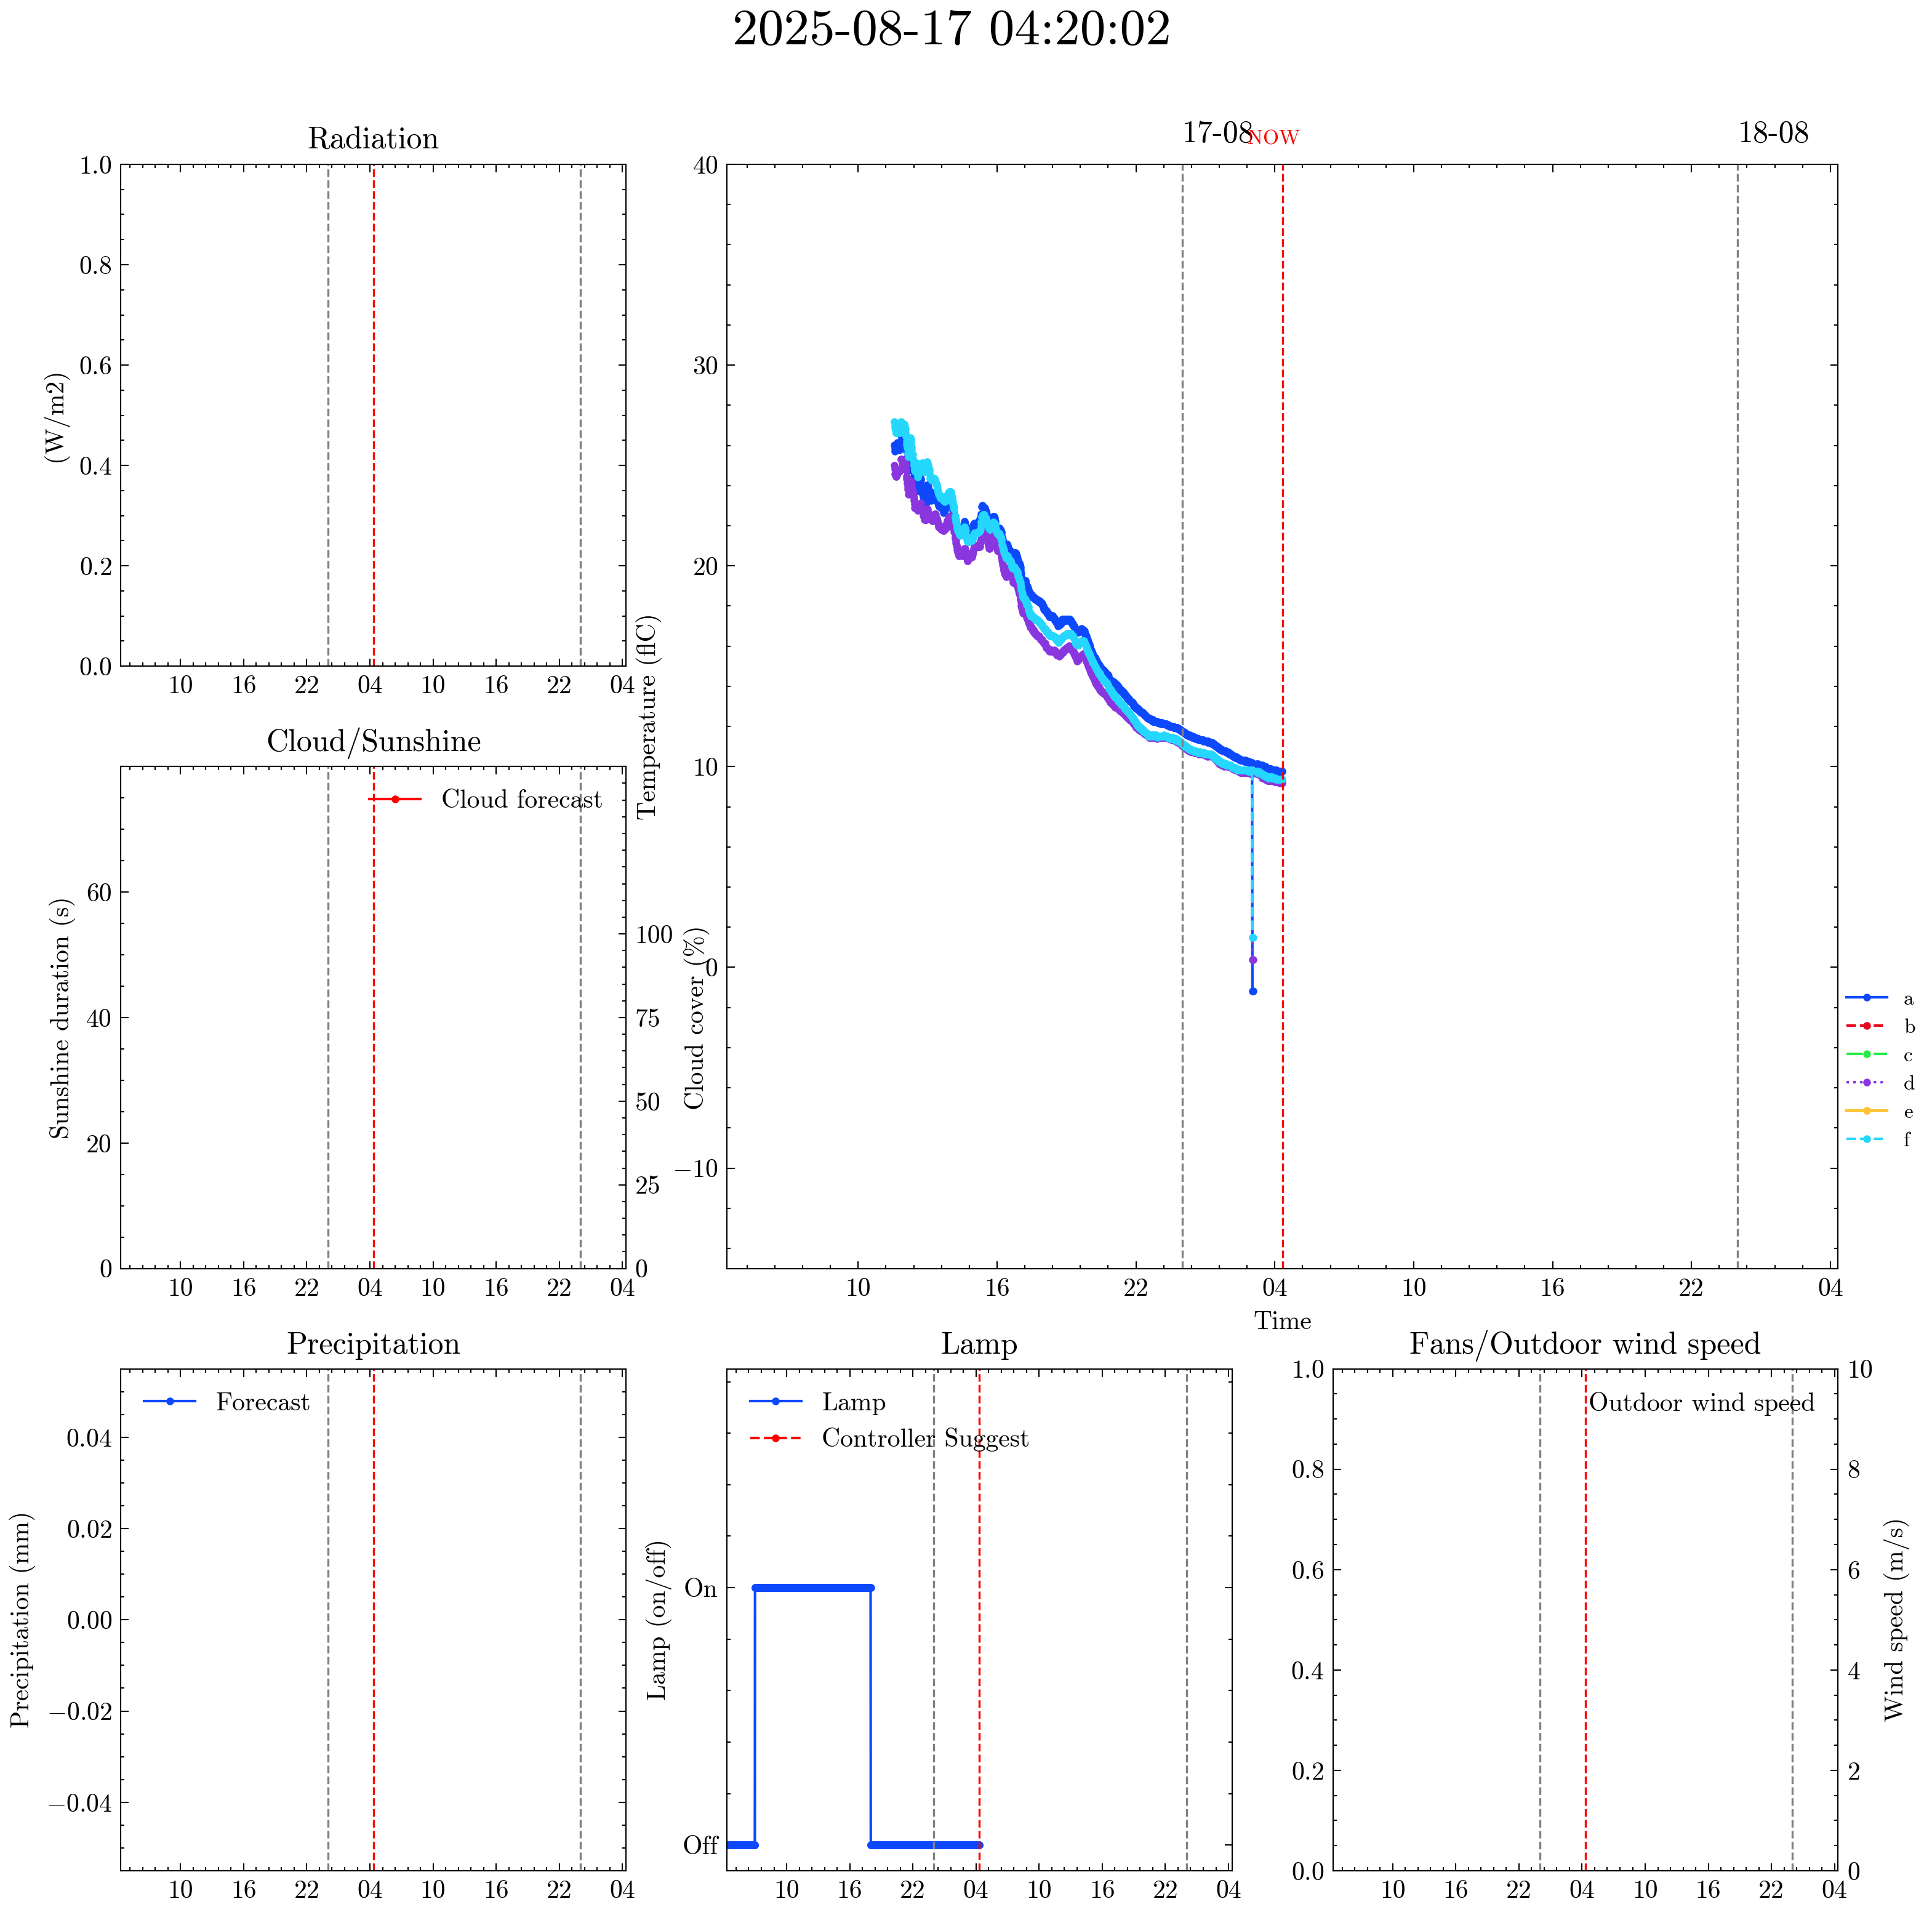 2025-08-17 04:20:02
Radiation
(W/m2)
1.0
0.8
0.6
0.4
0.2
0.0
10 16 22 04 10 16 22 04
17-08 NOW 18-08
Temperature (flC)
40
30
20
10
0
−10
10 16 22 04 10 16 22 04
Time
a
b
c
d
e
f
Cloud/Sunshine
Cloud forecast
Sunshine duration (s)
60
40
20
0
Cloud cover (%)
100
75
50
25
0
10 16 22 04 10 16 22 04
Precipitation
Forecast
Precipitation (mm)
0.04
0.02
0.00
−0.02
−0.04
10 16 22 04 10 16 22 04
Lamp
Lamp
Controller Suggest
Lamp (on/off)
On
Off
10 16 22 04 10 16 22 04
Fans/Outdoor wind speed
Outdoor wind speed
1.0
0.8
0.6
0.4
0.2
0.0
Wind speed (m/s)
10
8
6
4
2
0
10 16 22 04 10 16 22 04